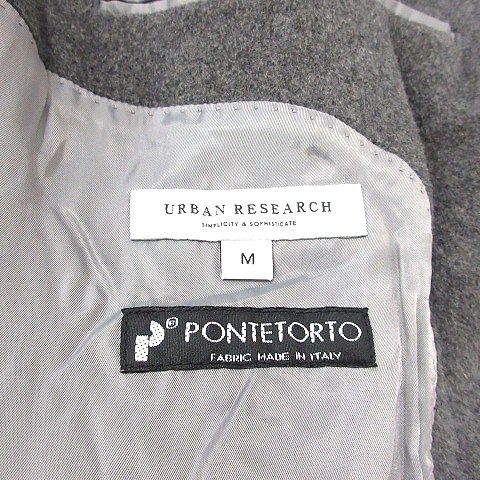 URBAN RESEARCH
SIMPLICITY & SOPHISTICATE
M
PONTETORTO
FABRIC MADE IN ITALY